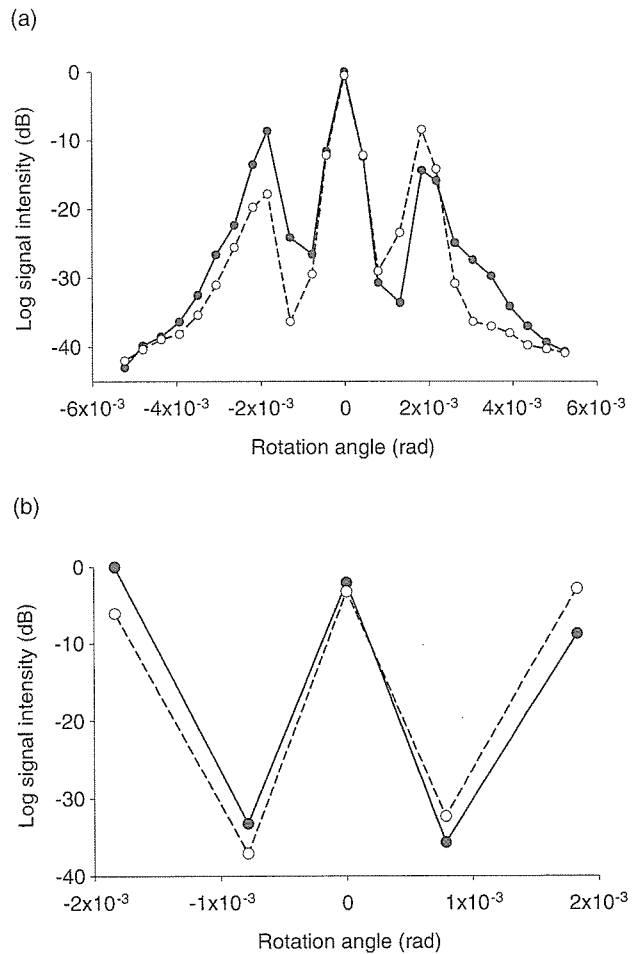 (a)
0
-10
-20
-30
-40
Log signal intensity (dB)
-6x10⁻³ -4x10⁻³ -2x10⁻³ 0 2x10⁻³ 4x10⁻³ 6x10⁻³
Rotation angle (rad)
(b)
0
-10
-20
-30
-40
Log signal intensity (dB)
-2x10⁻³ -1x10⁻³ 0 1x10⁻³ 2x10⁻³
Rotation angle (rad)